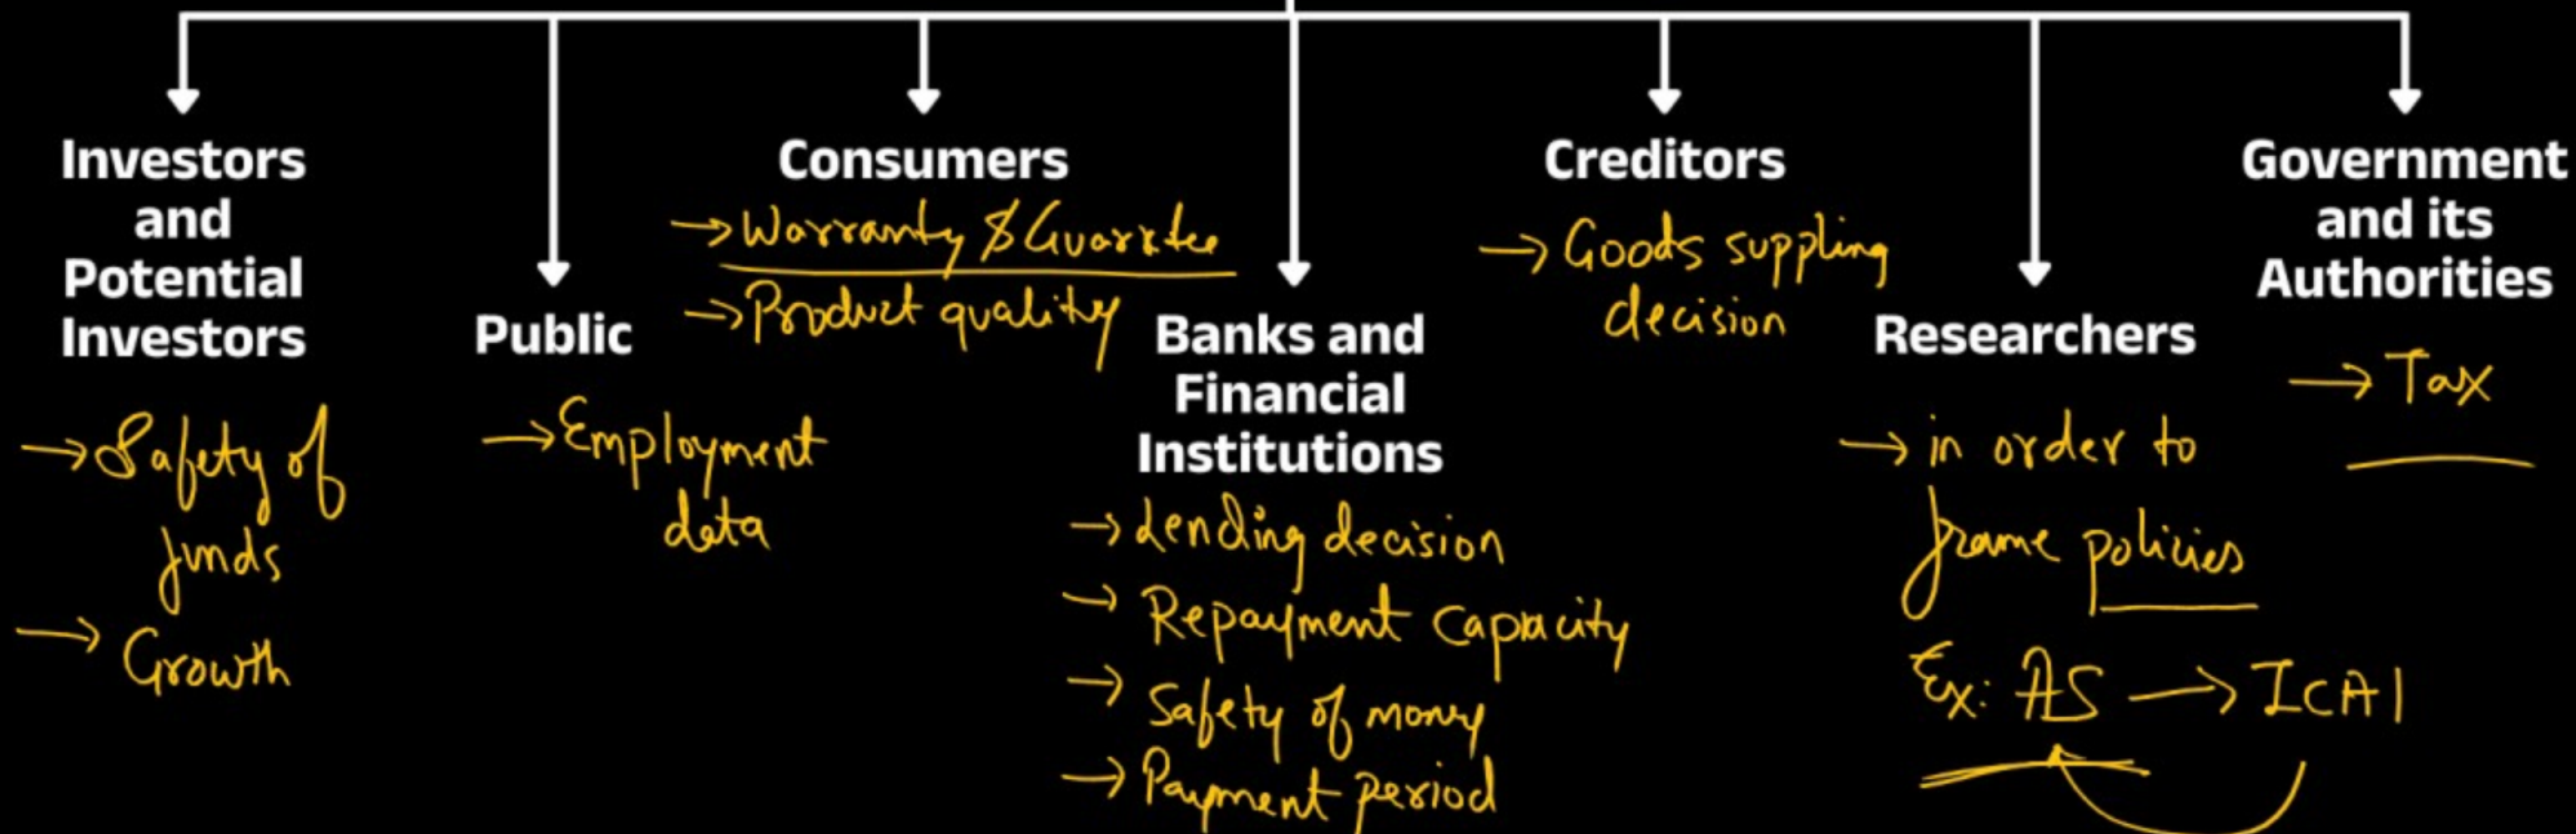 Investors
and
Potential
Investors
→ Safety of
funds
→ Growth
Public
→ Employment
data
Consumers
→ Warranty & Guarxtee
→ Product quality
Banks and
Financial
Institutions
→ Lending decision
→ Repayment Capacity
→ Safety of money
→ Payment period
Creditors
→ Goods suppling
decision
Researchers
→ in order to
frame policies
Ex: AS → ICAI
Government
and its
Authorities
→ Tax